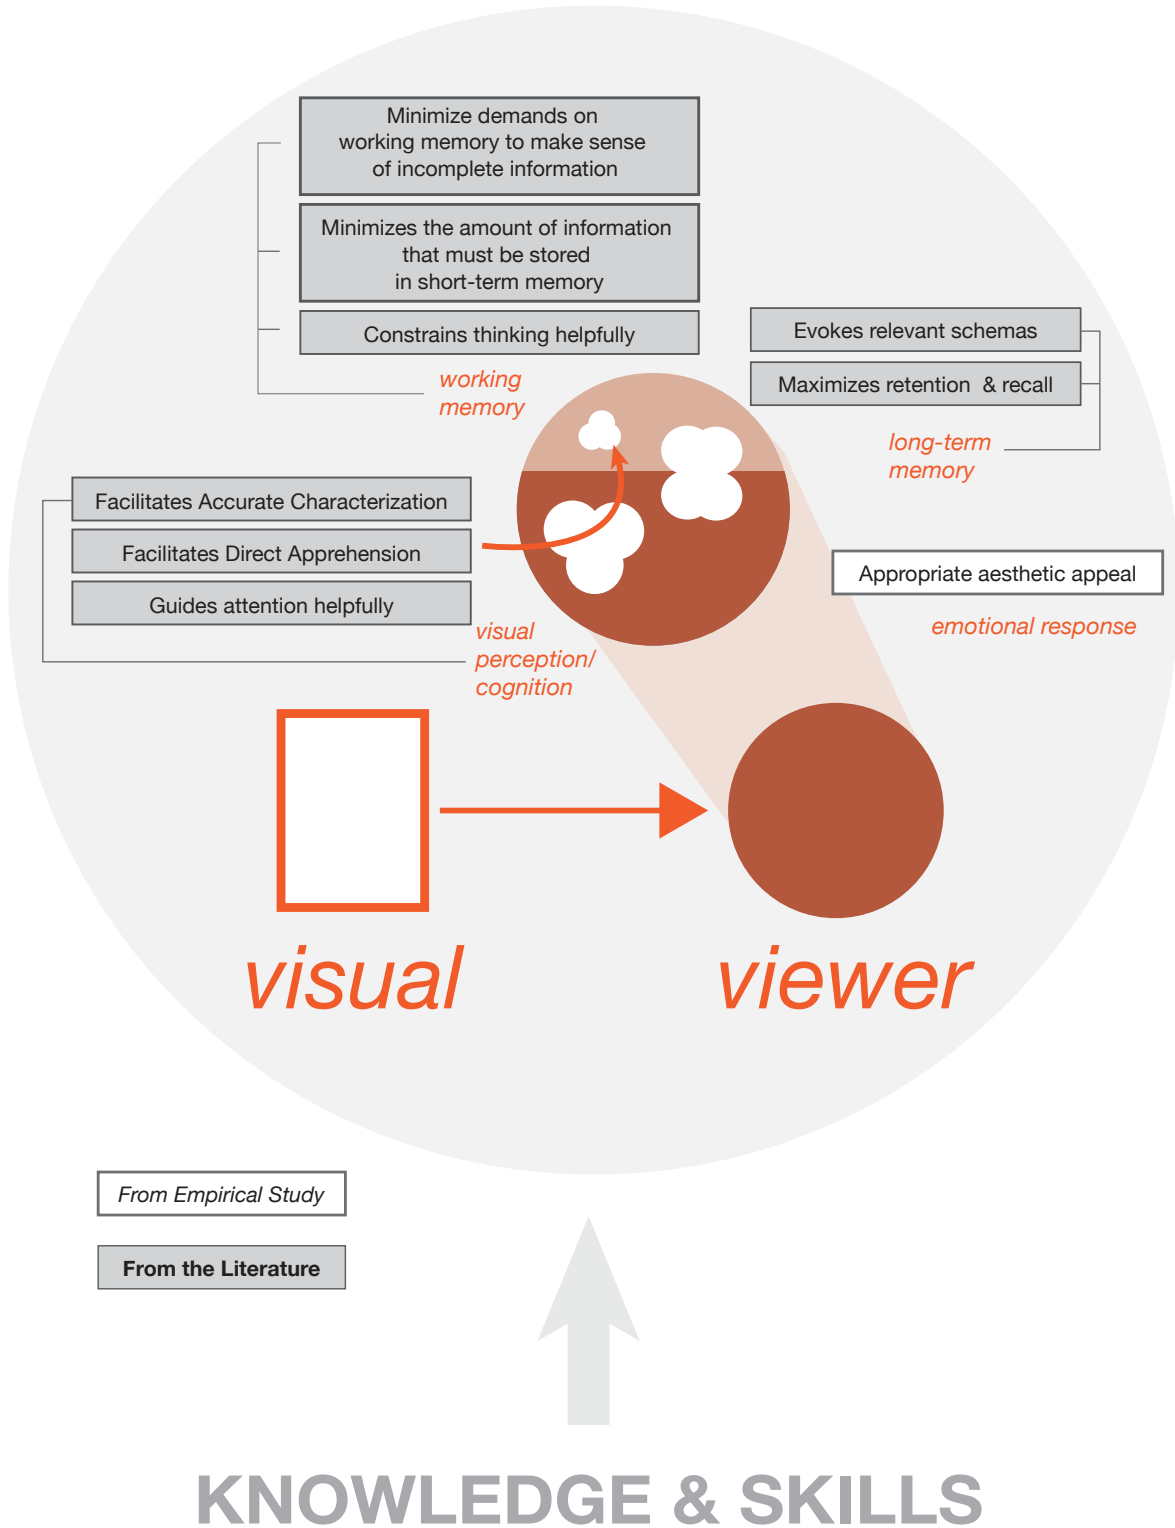 Minimize demands on
working memory to make sense
of incomplete information
Minimizes the amount of information
that must be stored
in short-term memory
Constrains thinking helpfully
working
memory
Evokes relevant schemas
Maximizes retention & recall
long-term
memory
Facilitates Accurate Characterization
Facilitates Direct Apprehension
Guides attention helpfully
visual
perception/
cognition
Appropriate aesthetic appeal
emotional response
visual
viewer
From Empirical Study
From the Literature
KNOWLEDGE & SKILLS